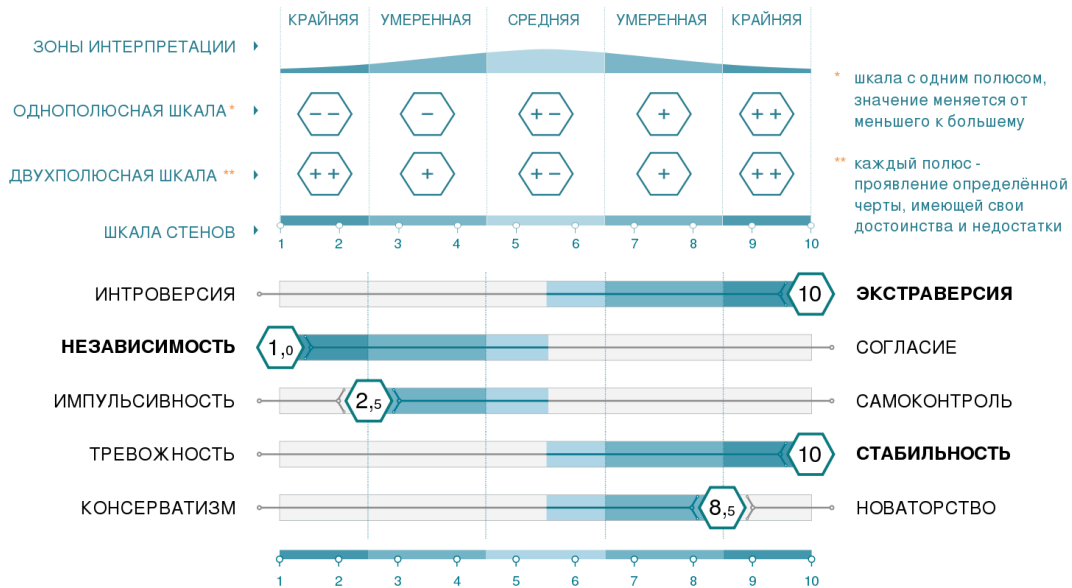 КРАЙНЯЯ УМЕРЕННАЯ СРЕДНЯЯ УМЕРЕННАЯ КРАЙНЯЯ
ЗОНЫ ИНТЕРПРЕТАЦИИ
ОДНОПОЛЮСНАЯ ШКАЛА *
− − − + − + + +
ДВУХПОЛЮСНАЯ ШКАЛА **
+ + + + − + + +
ШКАЛА СТЕНОВ
1 2 3 4 5 6 7 8 9 10
* шкала с одним полюсом,
значение меняется от
меньшего к большему
** каждый полюс -
проявление определённой
черты, имеющей свои
достоинства и недостатки
ИНТРОВЕРСИЯ 10 ЭКСТРАВЕРСИЯ
НЕЗАВИСИМОСТЬ 1,0 СОГЛАСИЕ
ИМПУЛЬСИВНОСТЬ 2,5 САМОКОНТРОЛЬ
ТРЕВОЖНОСТЬ 10 СТАБИЛЬНОСТЬ
КОНСЕРВАТИЗМ 8,5 НОВАТОРСТВО
1 2 3 4 5 6 7 8 9 10